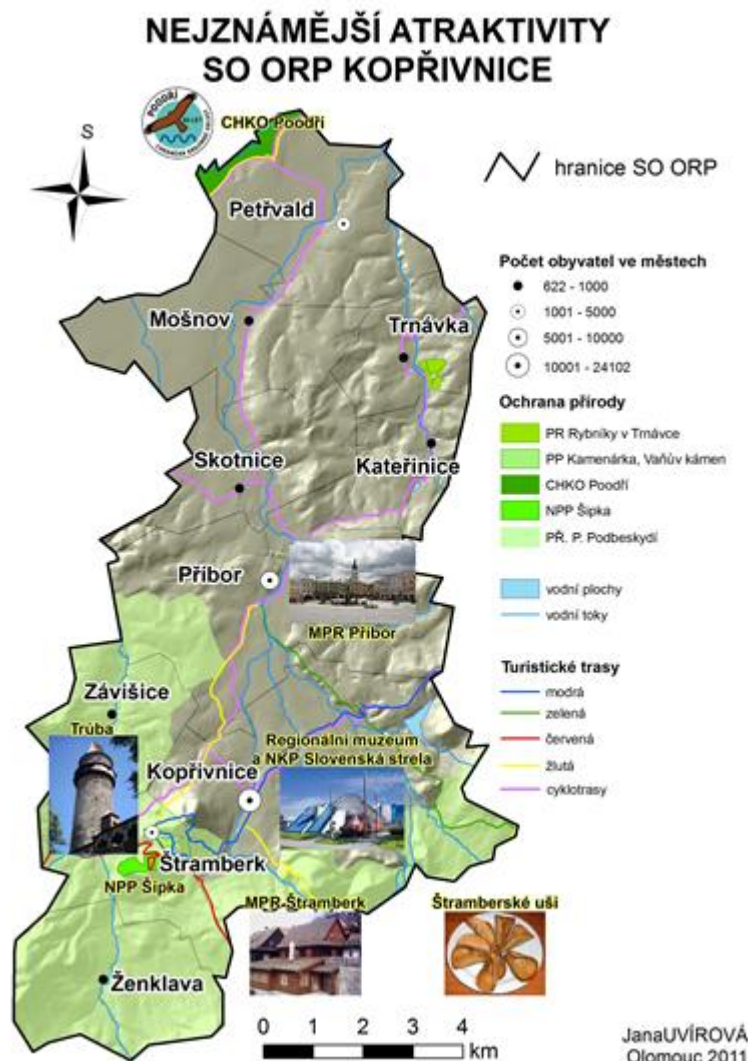 NEJZNÁMĚJŠÍ ATRAKTIVITY
SO ORP KOPŘIVNICE
POODŘÍ
CHKO Poodří
S
hranice SO ORP
Petřvald
Počet obyvatel ve městech
622 - 1000
1001 - 5000
5001 - 10000
10001 - 24102
Mošnov
Trnávka
Ochrana přírody
PR Rybníky v Trnávce
PP Kamenárka, Vaňův kámen
CHKO Poodří
NPP Šipka
PŘ. P. Podbeskydí
Skotnice
Kateřinice
vodní plochy
vodní toky
Příbor
MPR Příbor
Turistické trasy
modrá
zelená
červená
žlutá
cyklotrasy
Závišice
Trúba
Regionální muzeum
a NKP Slovenská strela
Kopřivnice
Štramberk
NPP Šipka
MPR-Štramberk
Štramberské uši
Ženklava
0 1 2 3 4
km
JanaUVÍROVÁ
Olomouc 2011